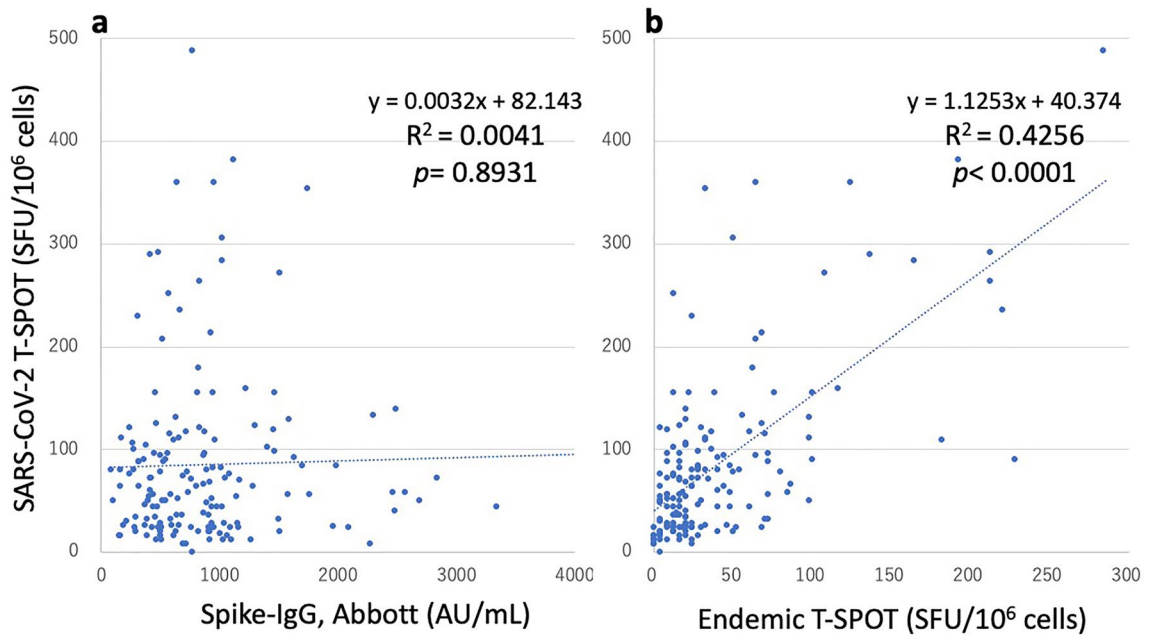 a
b
SARS-CoV-2 T-SPOT (SFU/10⁶ cells)
500
400
300
200
100
0
y = 0.0032x + 82.143
R² = 0.0041
p= 0.8931
0 1000 2000 3000 4000
Spike-IgG, Abbott (AU/mL)
500
400
300
200
100
0
y = 1.1253x + 40.374
R² = 0.4256
p< 0.0001
0 50 100 150 200 250 300
Endemic T-SPOT (SFU/10⁶ cells)